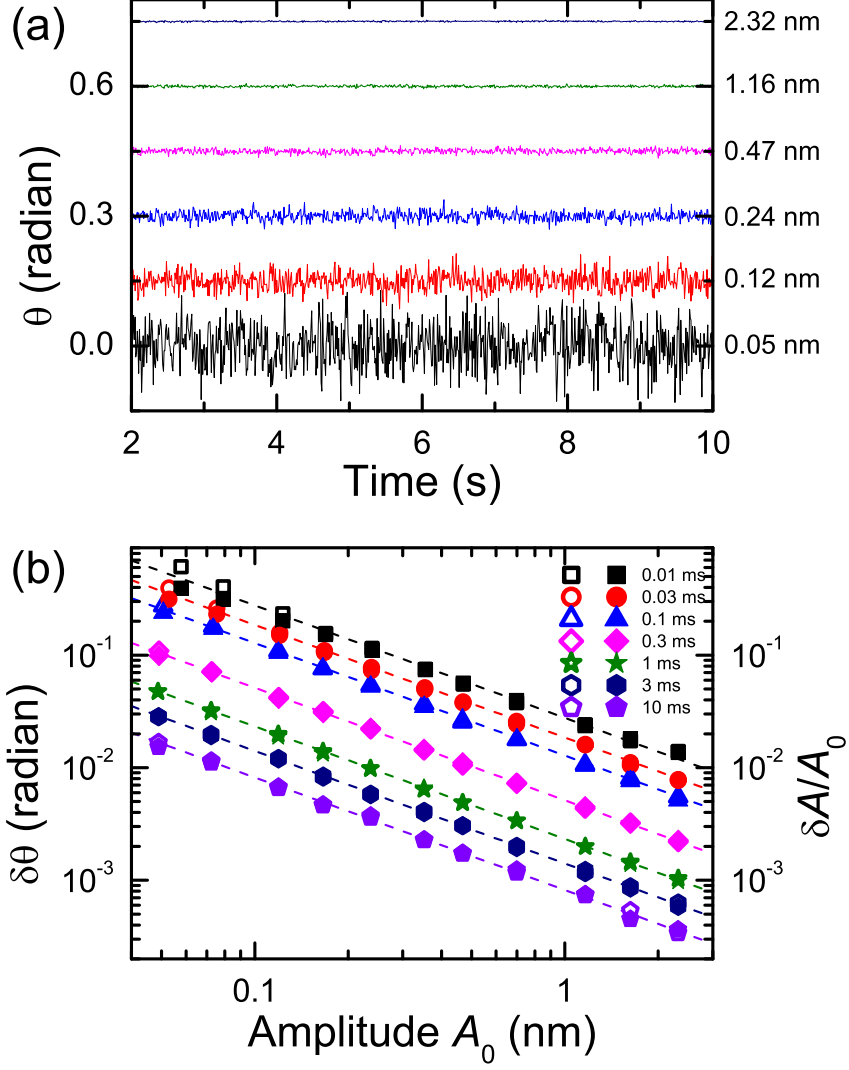 (a)
2.32 nm
0.6
1.16 nm
0.47 nm
0.3
0.24 nm
0.12 nm
0.0
0.05 nm
θ (radian)
2 4 6 8 10
Time (s)
(b)
0.01 ms
0.03 ms
0.1 ms
0.3 ms
1 ms
3 ms
10 ms
10⁻¹ 10⁻¹
10⁻² 10⁻²
10⁻³ 10⁻³
δθ (radian)
δA/A₀
0.1 1
Amplitude A₀ (nm)